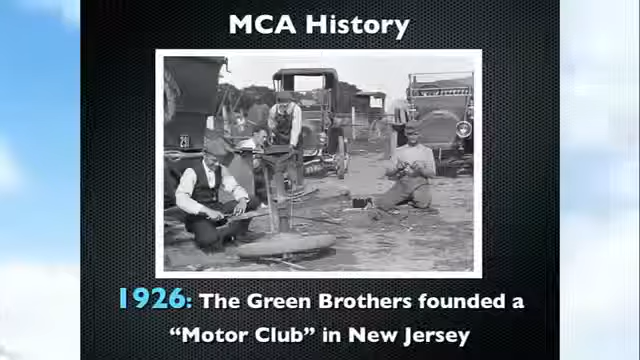 MCA History
1926: The Green Brothers founded a
“Motor Club” in New Jersey